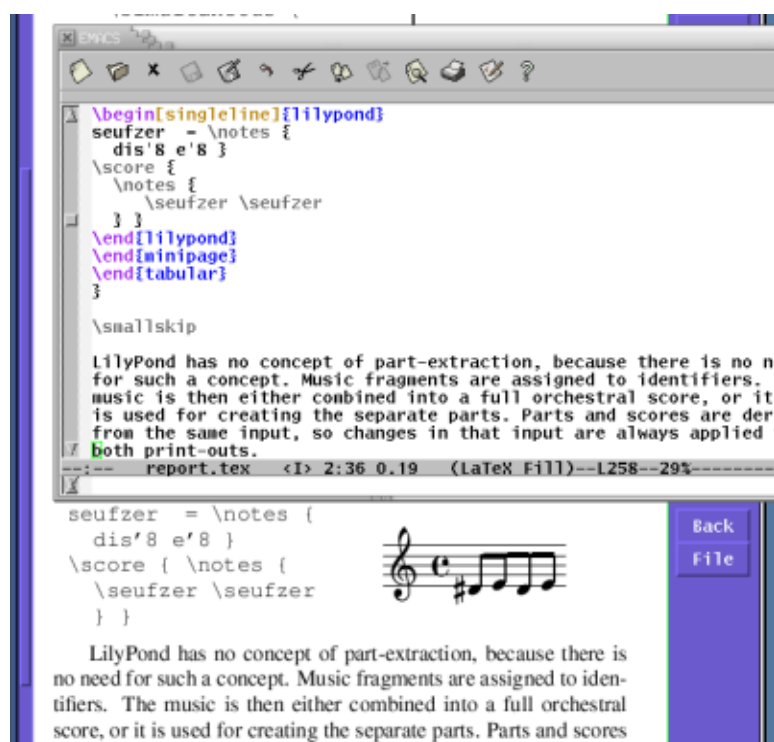 EMACS
\begin[singleline]{lilypond}
seufzer = \notes {
dis'8 e'8 }
\score {
\notes {
\seufzer \seufzer
} }
\end{lilypond}
\end{minipage}
\end{tabular}
}
\smallskip
LilyPond has no concept of part-extraction, because there is no n
for such a concept. Music fragments are assigned to identifiers.
music is then either combined into a full orchestral score, or it
is used for creating the separate parts. Parts and scores are der
from the same input, so changes in that input are always applied
both print-outs.
--:-- report.tex <I> 2:36 0.19 (LaTeX Fill)--L258--29%--------
seufzer = \notes {
dis'8 e'8 }
\score { \notes {
\seufzer \seufzer
} }
Back
File
LilyPond has no concept of part-extraction, because there is
no need for such a concept. Music fragments are assigned to iden-
tifiers. The music is then either combined into a full orchestral
score, or it is used for creating the separate parts. Parts and scores